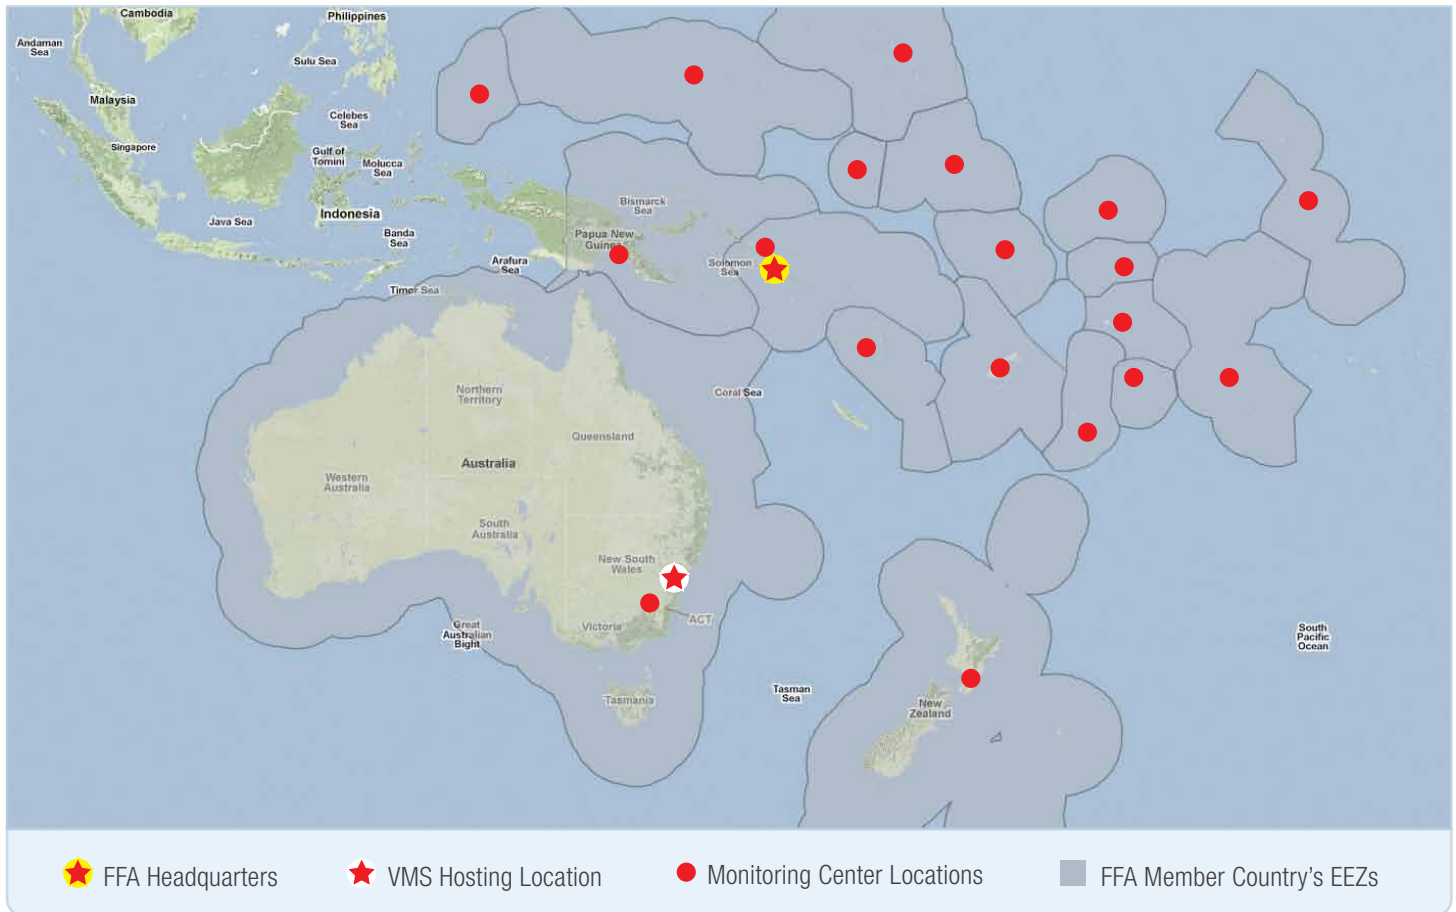 Cambodia
Philippines
Andaman
Sea
Sulu Sea
Malaysia
Celebes
Sea
Singapore
Gulf of
Tomini
Molucca
Sea
Bismarck
Sea
Indonesia
Java Sea
Banda
Sea
Papua New
Guinea
Arafura
Sea
Solomon
Sea
Timor Sea
Northern
Territory
Coral Sea
Queensland
Australia
Western
Australia
South
Australia
New South
Wales
ACT
Victoria
Great
Australian
Bight
South
Pacific
Ocean
Tasmania
Tasman
Sea
New
Zealand
FFA Headquarters
VMS Hosting Location
Monitoring Center Locations
FFA Member Country’s EEZs